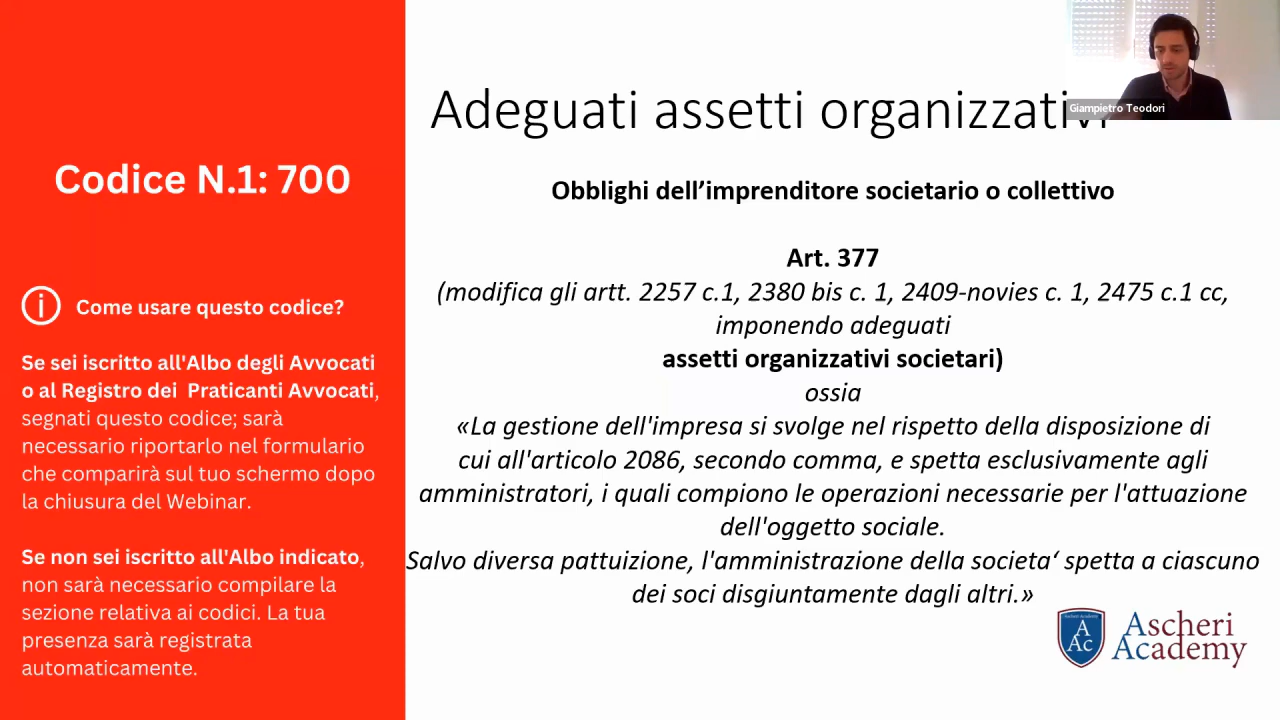 Codice N.1: 700
Come usare questo codice?
Se sei iscritto all'Albo degli Avvocati
o al Registro dei Praticanti Avvocati,
segnati questo codice; sarà
necessario riportarlo nel formulario
che comparirà sul tuo schermo dopo
la chiusura del Webinar.
Se non sei iscritto all'Albo indicato,
non sarà necessario compilare la
sezione relativa ai codici. La tua
presenza sarà registrata
automaticamente.
Giampietro Teodori
Adeguati assetti organizzativi
Obblighi dell’imprenditore societario o collettivo
Art. 377
(modifica gli artt. 2257 c.1, 2380 bis c. 1, 2409-novies c. 1, 2475 c.1 cc,
imponendo adeguati
assetti organizzativi societari)
ossia
«La gestione dell'impresa si svolge nel rispetto della disposizione di
cui all'articolo 2086, secondo comma, e spetta esclusivamente agli
amministratori, i quali compiono le operazioni necessarie per l'attuazione
dell'oggetto sociale.
Salvo diversa pattuizione, l'amministrazione della societa‘ spetta a ciascuno
dei soci disgiuntamente dagli altri.»
A
Ac
Ascheri
Academy